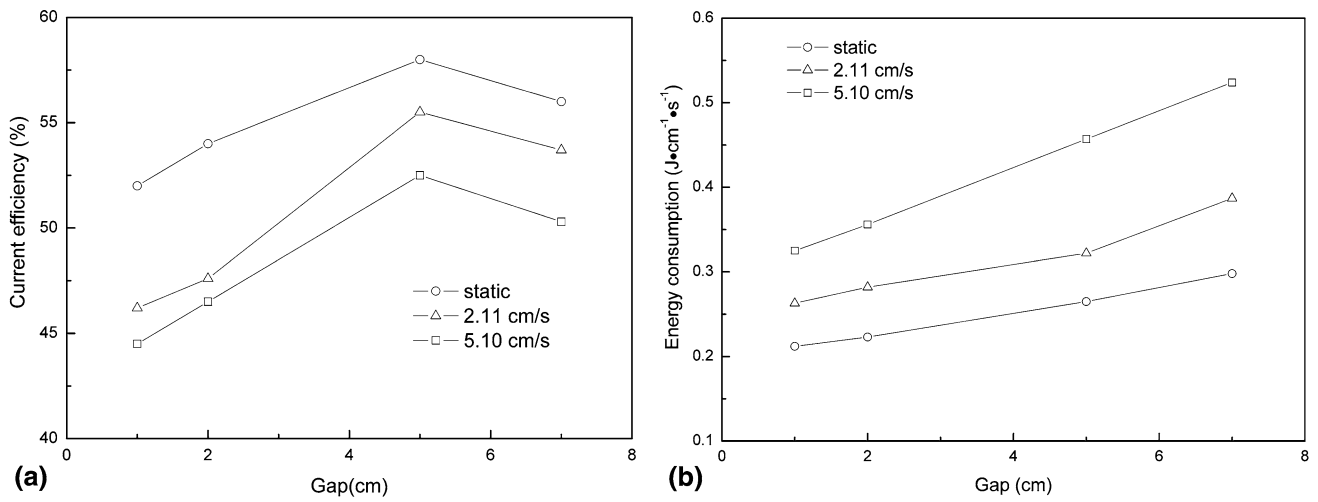 60
55
50
45
40
Current efficiency (%)
static
2.11 cm/s
5.10 cm/s
0
2
4
6
8
Gap(cm)
(a)
0.6
0.5
0.4
0.3
0.2
0.1
Energy consumption (J•cm⁻¹•s⁻¹)
static
2.11 cm/s
5.10 cm/s
0
2
4
6
8
Gap (cm)
(b)